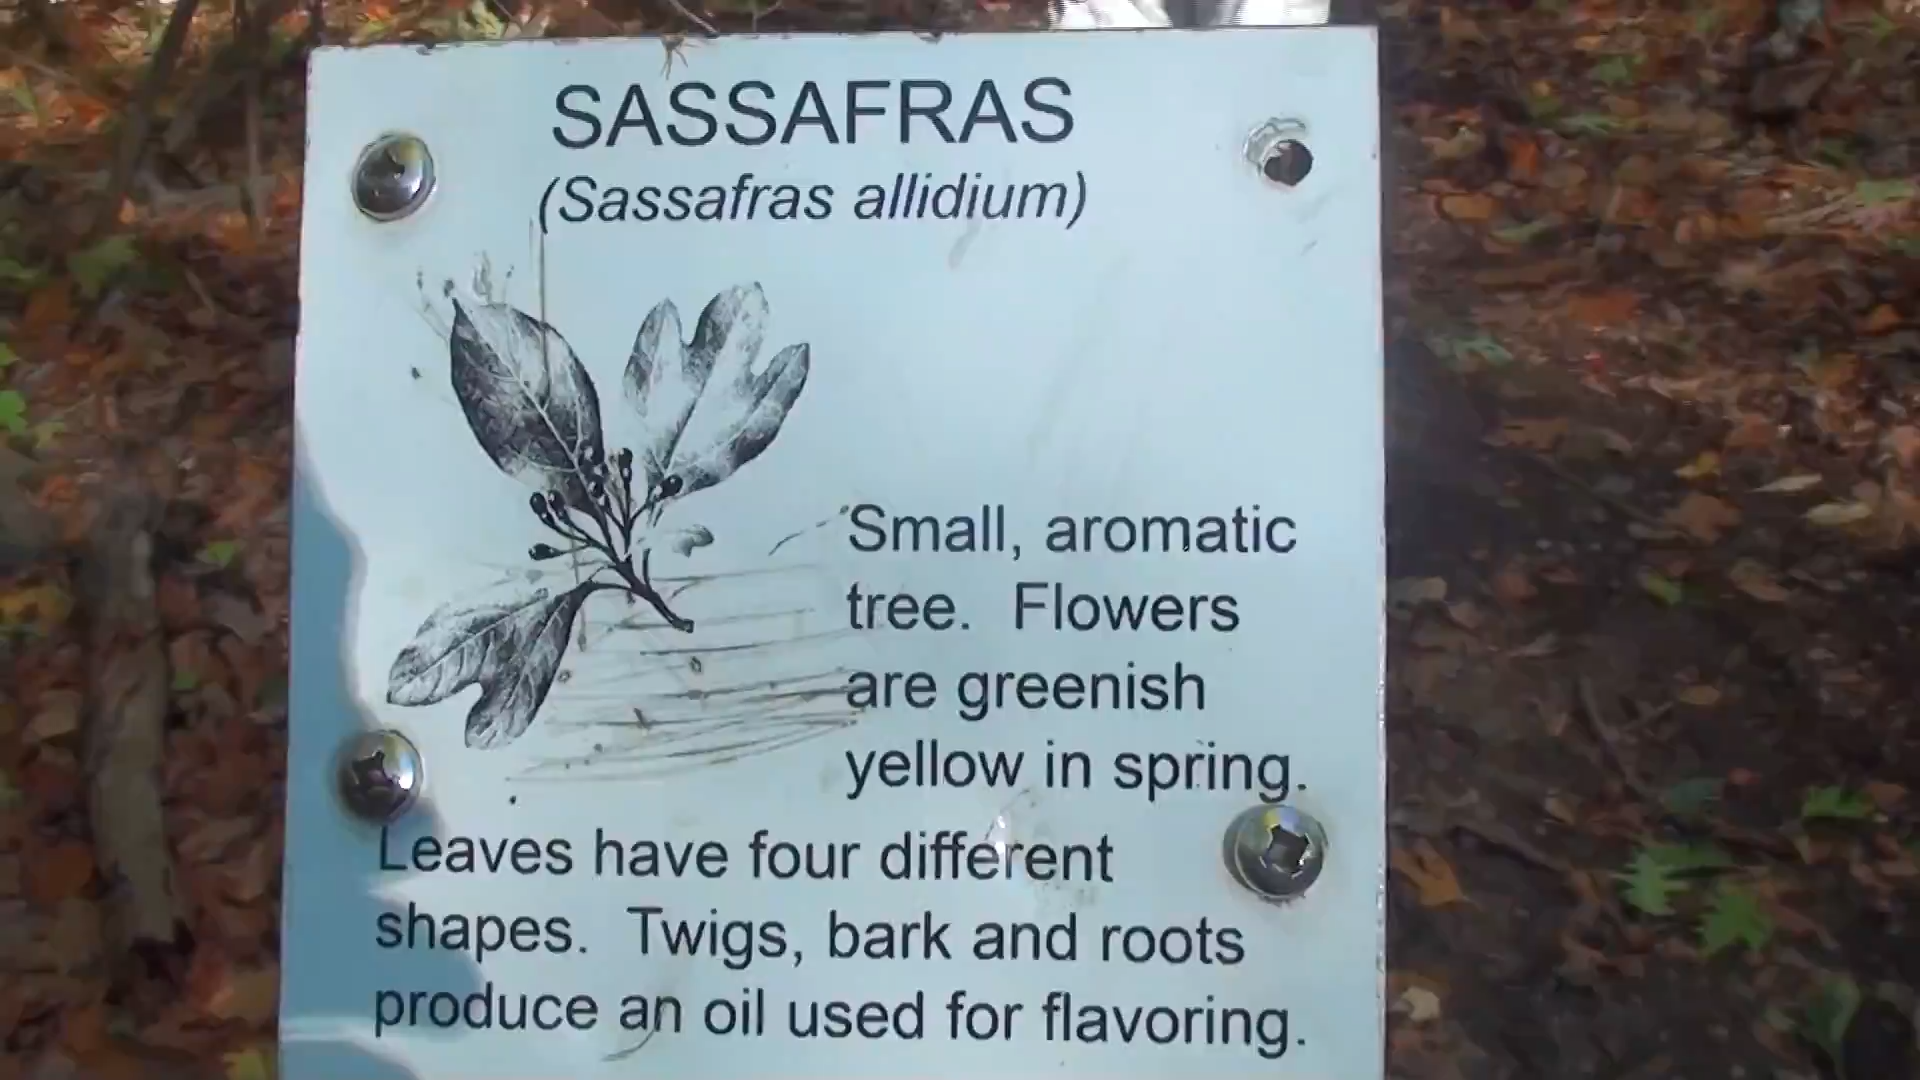 SASSAFRAS
(Sassafras allidium)
Small, aromatic
tree. Flowers
are greenish
yellow in spring.
Leaves have four different
shapes. Twigs, bark and roots
produce an oil used for flavoring.